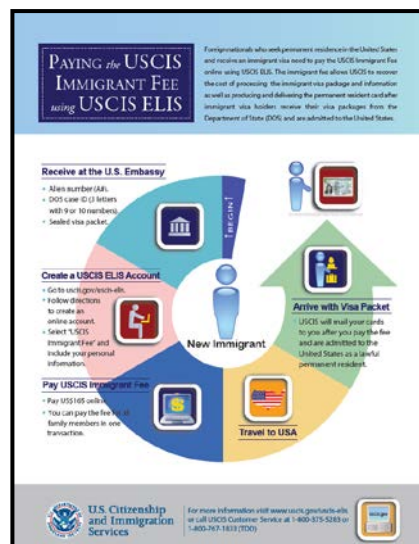 PAYING the USCIS
IMMIGRANT FEE
using USCIS ELIS
Foreign nationals who seek permanent residence in the United States
and receive an immigrant visa need to pay the USCIS Immigrant Fee
online using USCIS ELIS. The immigrant fee allows USCIS to recover
the cost of processing the immigrant visa package and information
as well as producing and delivering the permanent resident card after
immigrant visa holders receive their visa packages from the
Department of State (DOS) and are admitted to the United States.
Receive at the U.S. Embassy
• Alien number (A#).
• DOS case ID (3 letters
with 9 or 10 numbers).
• Sealed visa packet.
↑BEGIN↑
Create a USCIS ELIS Account
• Go to uscis.gov/uscis-elis.
• Follow directions
to create an
online account.
• Select "USCIS
Immigrant Fee" and
include your personal
information.
New Immigrant
Arrive with Visa Packet
• USCIS will mail your cards
to you after you pay the fee
and are admitted to the
United States as a lawful
permanent resident.
Pay USCIS Immigrant Fee
• Pay US$165 online.
• You can pay the fee for all
family members in one
transaction.
$
Travel to USA
U.S. Citizenship
and Immigration
Services
For more information visit www.uscis.gov/uscis-elis
or call USCIS Customer Service at 1-800-375-5283 or
1-800-767-1833 (TDD)